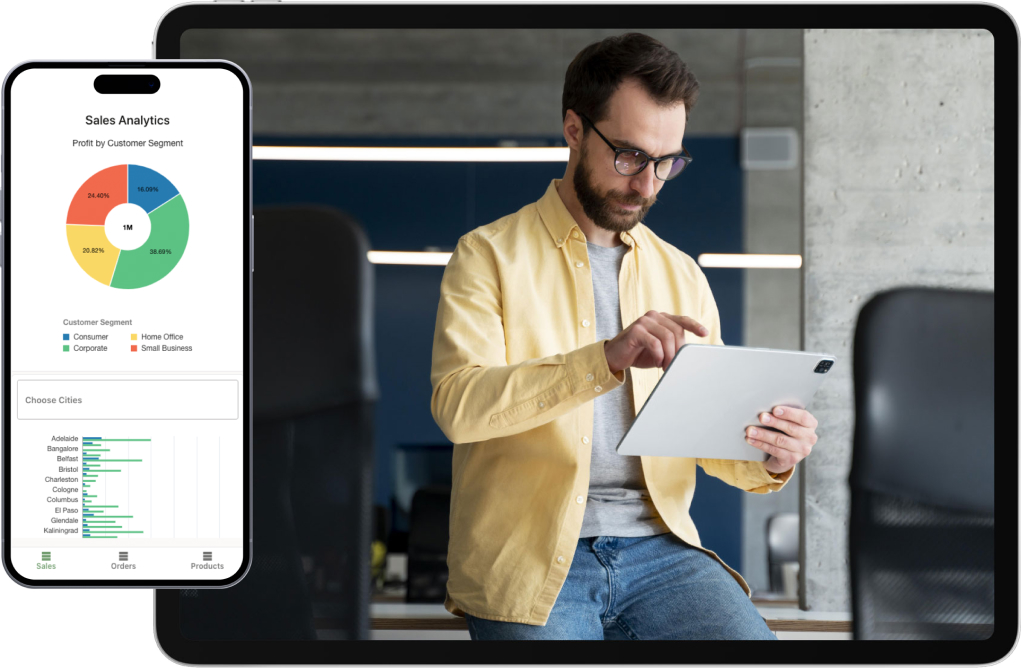 Sales Analytics
Profit by Customer Segment
24.40%
16.09%
1M
20.82%
38.69%
Customer Segment
Consumer
Home Office
Corporate
Small Business
Choose Cities
Adelaide
Bangalore
Belfast
Bristol
Charleston
Cologne
Columbus
El Paso
Glendale
Kaliningrad
Sales
Orders
Products